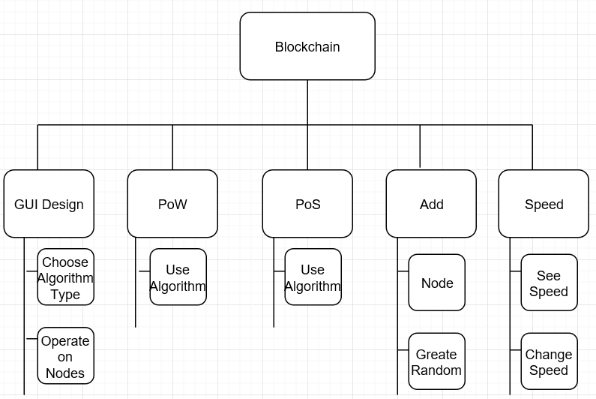 Blockchain
GUI Design
PoW
PoS
Add
Speed
Choose
Algorithm
Type
Operate
on
Nodes
Use
Algorithm
Use
Algorithm
Node
Greate
Random
See
Speed
Change
Speed